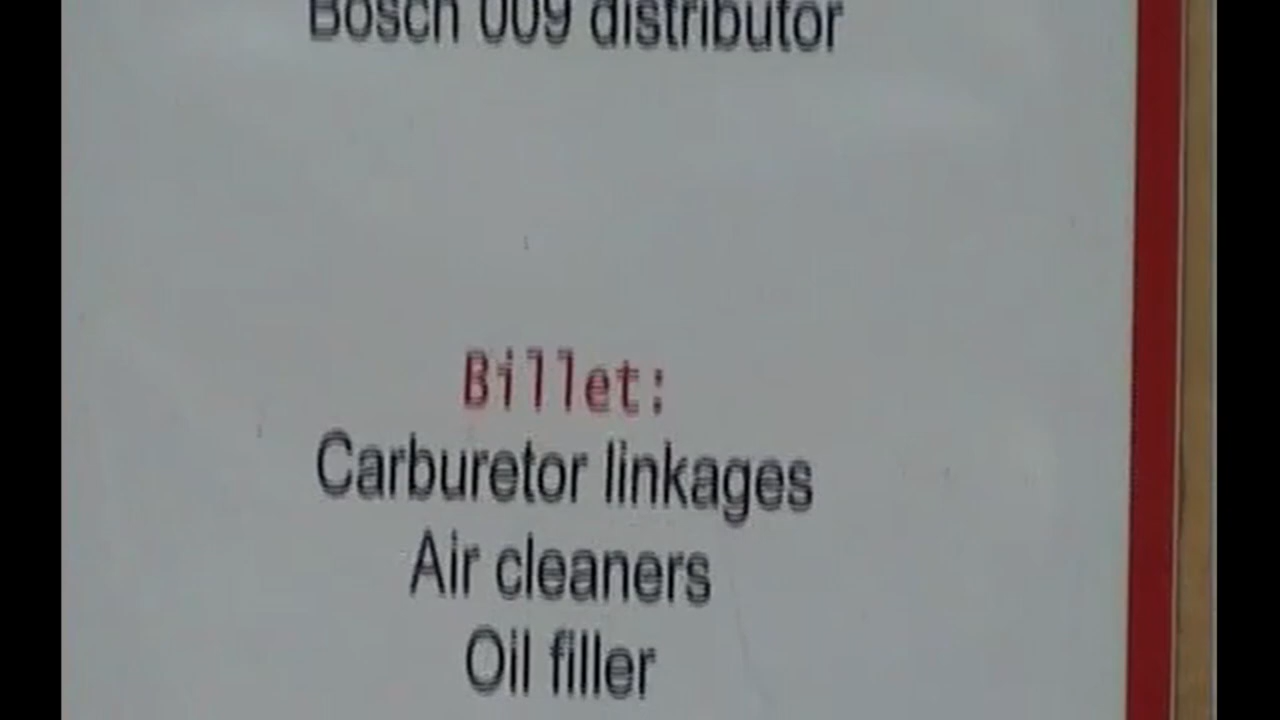 Bosch 009 distributor
Billet:
Carburetor linkages
Air cleaners
Oil filler